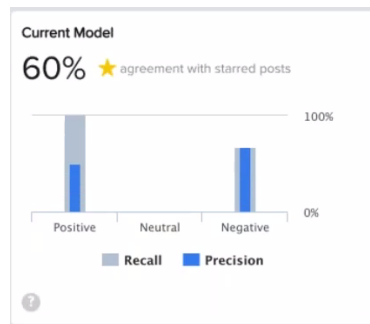 Current Model
60% agreement with starred posts
100%
0%
Positive Neutral Negative
Recall Precision
?